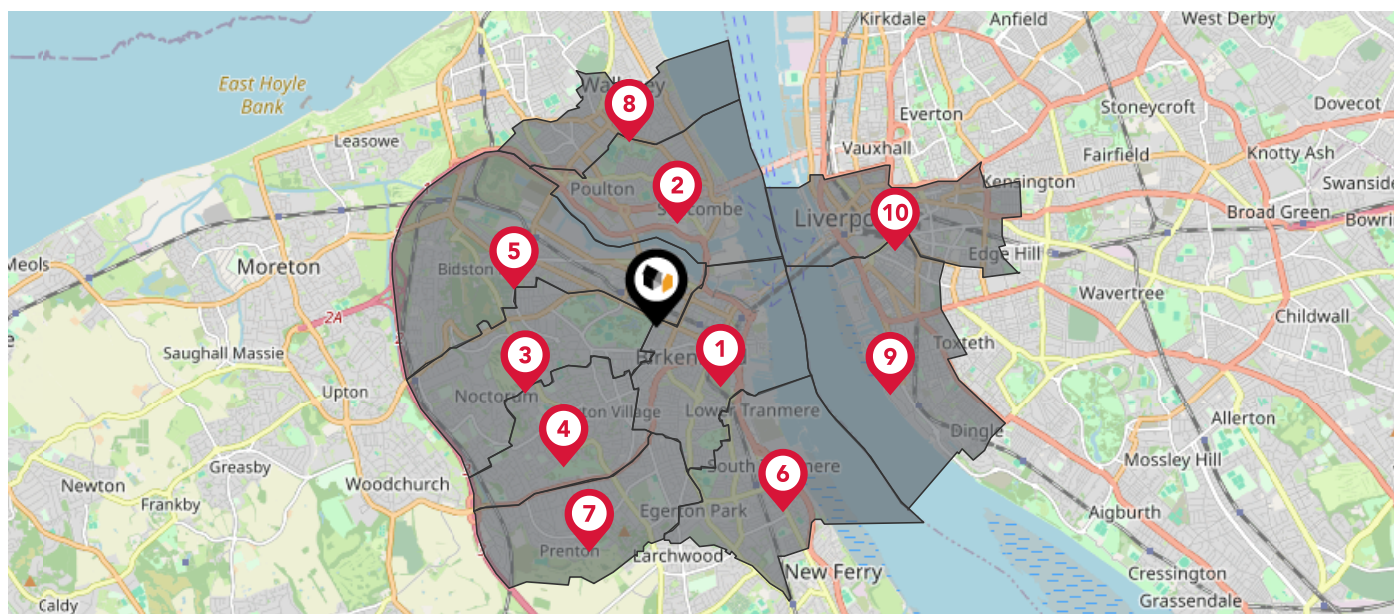 Kirkdale
Anfield
West Derby
East Hoyle
Bank
Wallasey
8
Stoneycroft
Dovecot
Everton
Leasowe
Vauxhall
Fairfield
Knotty Ash
Poulton
2
Kensington
Swanside
Seacombe
Liverpool
10
Broad Green
Bowri
Meols
Moreton
Bidston
5
Edge Hill
Wavertree
2A
Childwall
Saughall Massie
3
Birkenhead
1
9
Toxteth
Upton
Noctorum
ton Village
Lower Tranmere
Allerton
4
Dingle
Greasby
Mossley Hill
Newton
Woodchurch
South
mere
6
Frankby
7
Egerton Park
Aigburth
Prenton
Larchwood
New Ferry
Cressington
Caldy
Grassendale